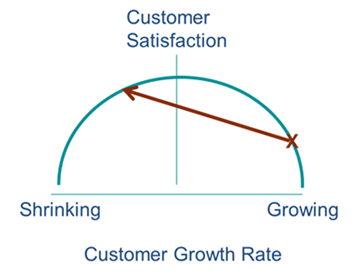 Customer
Satisfaction
X
Shrinking
Growing
Customer Growth Rate